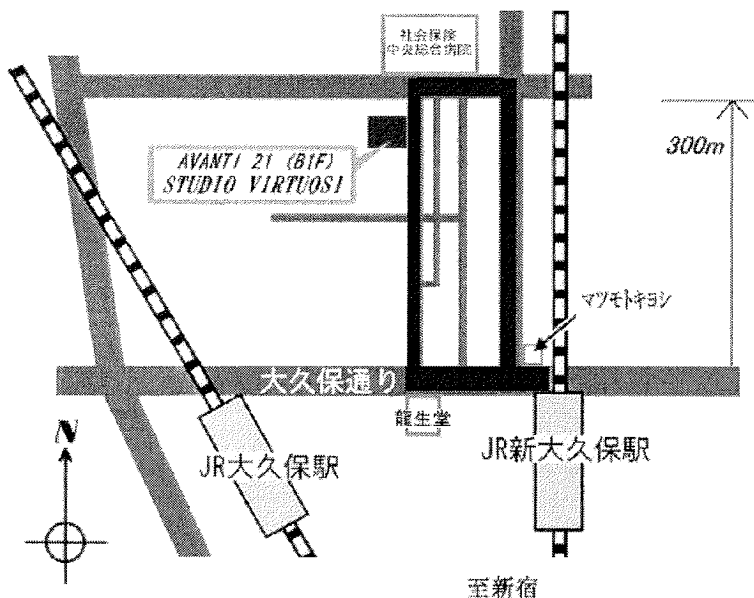 社会保険
中央総合病院
AVANTI 21 (B1F)
STUDIO VIRTUOSI
300m
マツモトキヨシ
大久保通り
龍生堂
N
JR大久保駅
JR新大久保駅
至新宿